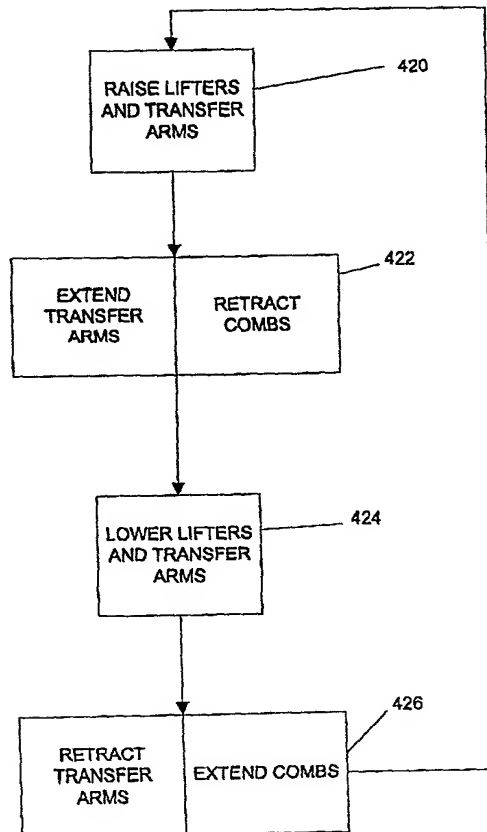 420
RAISE LIFTERS
AND TRANSFER
ARMS
422
EXTEND
TRANSFER
ARMS
RETRACT
COMBS
424
LOWER LIFTERS
AND TRANSFER
ARMS
426
RETRACT
TRANSFER
ARMS
EXTEND COMBS